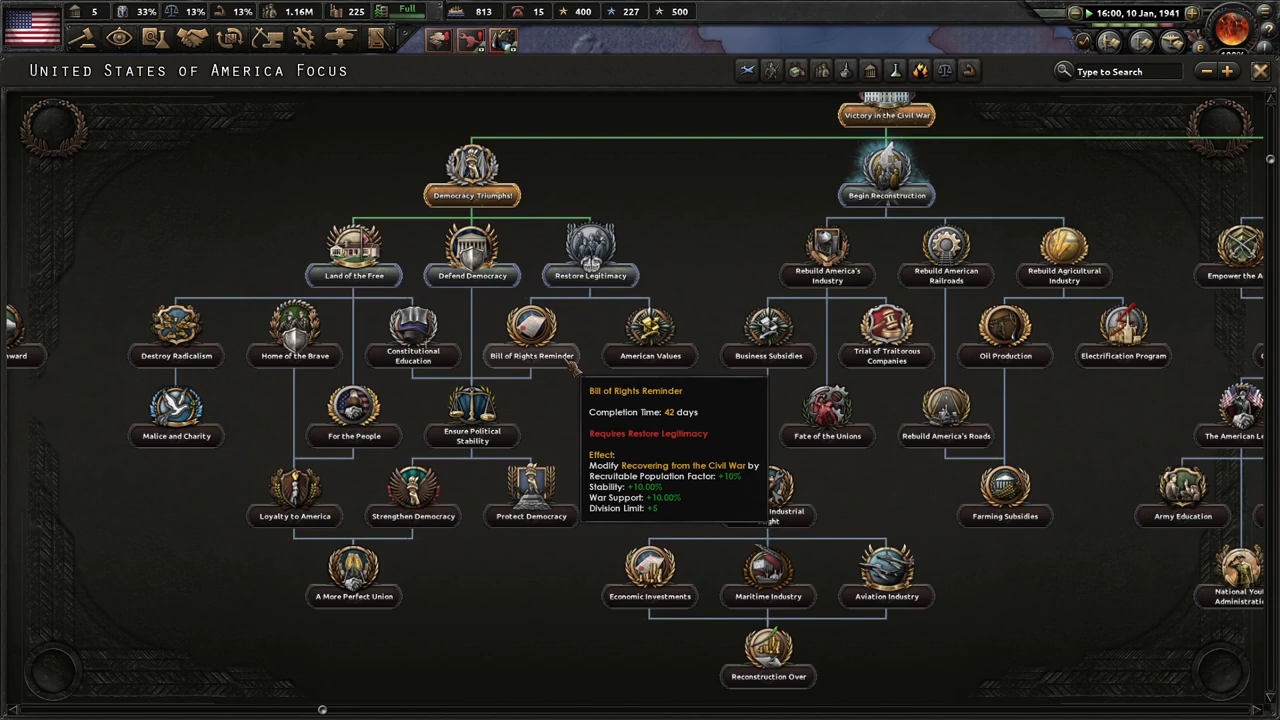 5 33% 13% 13% 1.16M 225 Full 813 15 400 227 500 16:00, 10 Jan, 1941
100%
United States of America Focus
Type to Search
Victory in the Civil War
Democracy Triumphs!
Begin Reconstruction
Land of the Free
Defend Democracy
Restore Legitimacy
Rebuild America's
Industry
Rebuild American
Railroads
Rebuild Agricultural
Industry
Empower the A
nward
Destroy Radicalism
Home of the Brave
Constitutional
Education
Bill of Rights Reminder
American Values
Business Subsidies
Trial of Traitorous
Companies
Oil Production
Electrification Program
Bill of Rights Reminder
Completion Time: 42 days
Requires Restore Legitimacy
Effect:
Modify Recovering from the Civil War by
Recruitable Population Factor: +10%
Stability: +10.00%
War Support: +10.00%
Division Limit: +5
Malice and Charity
For the People
Ensure Political
Stability
Fate of the Unions
Rebuild America's Roads
The American Le
Loyalty to America
Strengthen Democracy
Protect Democracy
Industrial
ght
Farming Subsidies
Army Education
A More Perfect Union
Economic Investments
Maritime Industry
Aviation Industry
National You
Administrati
Reconstruction Over